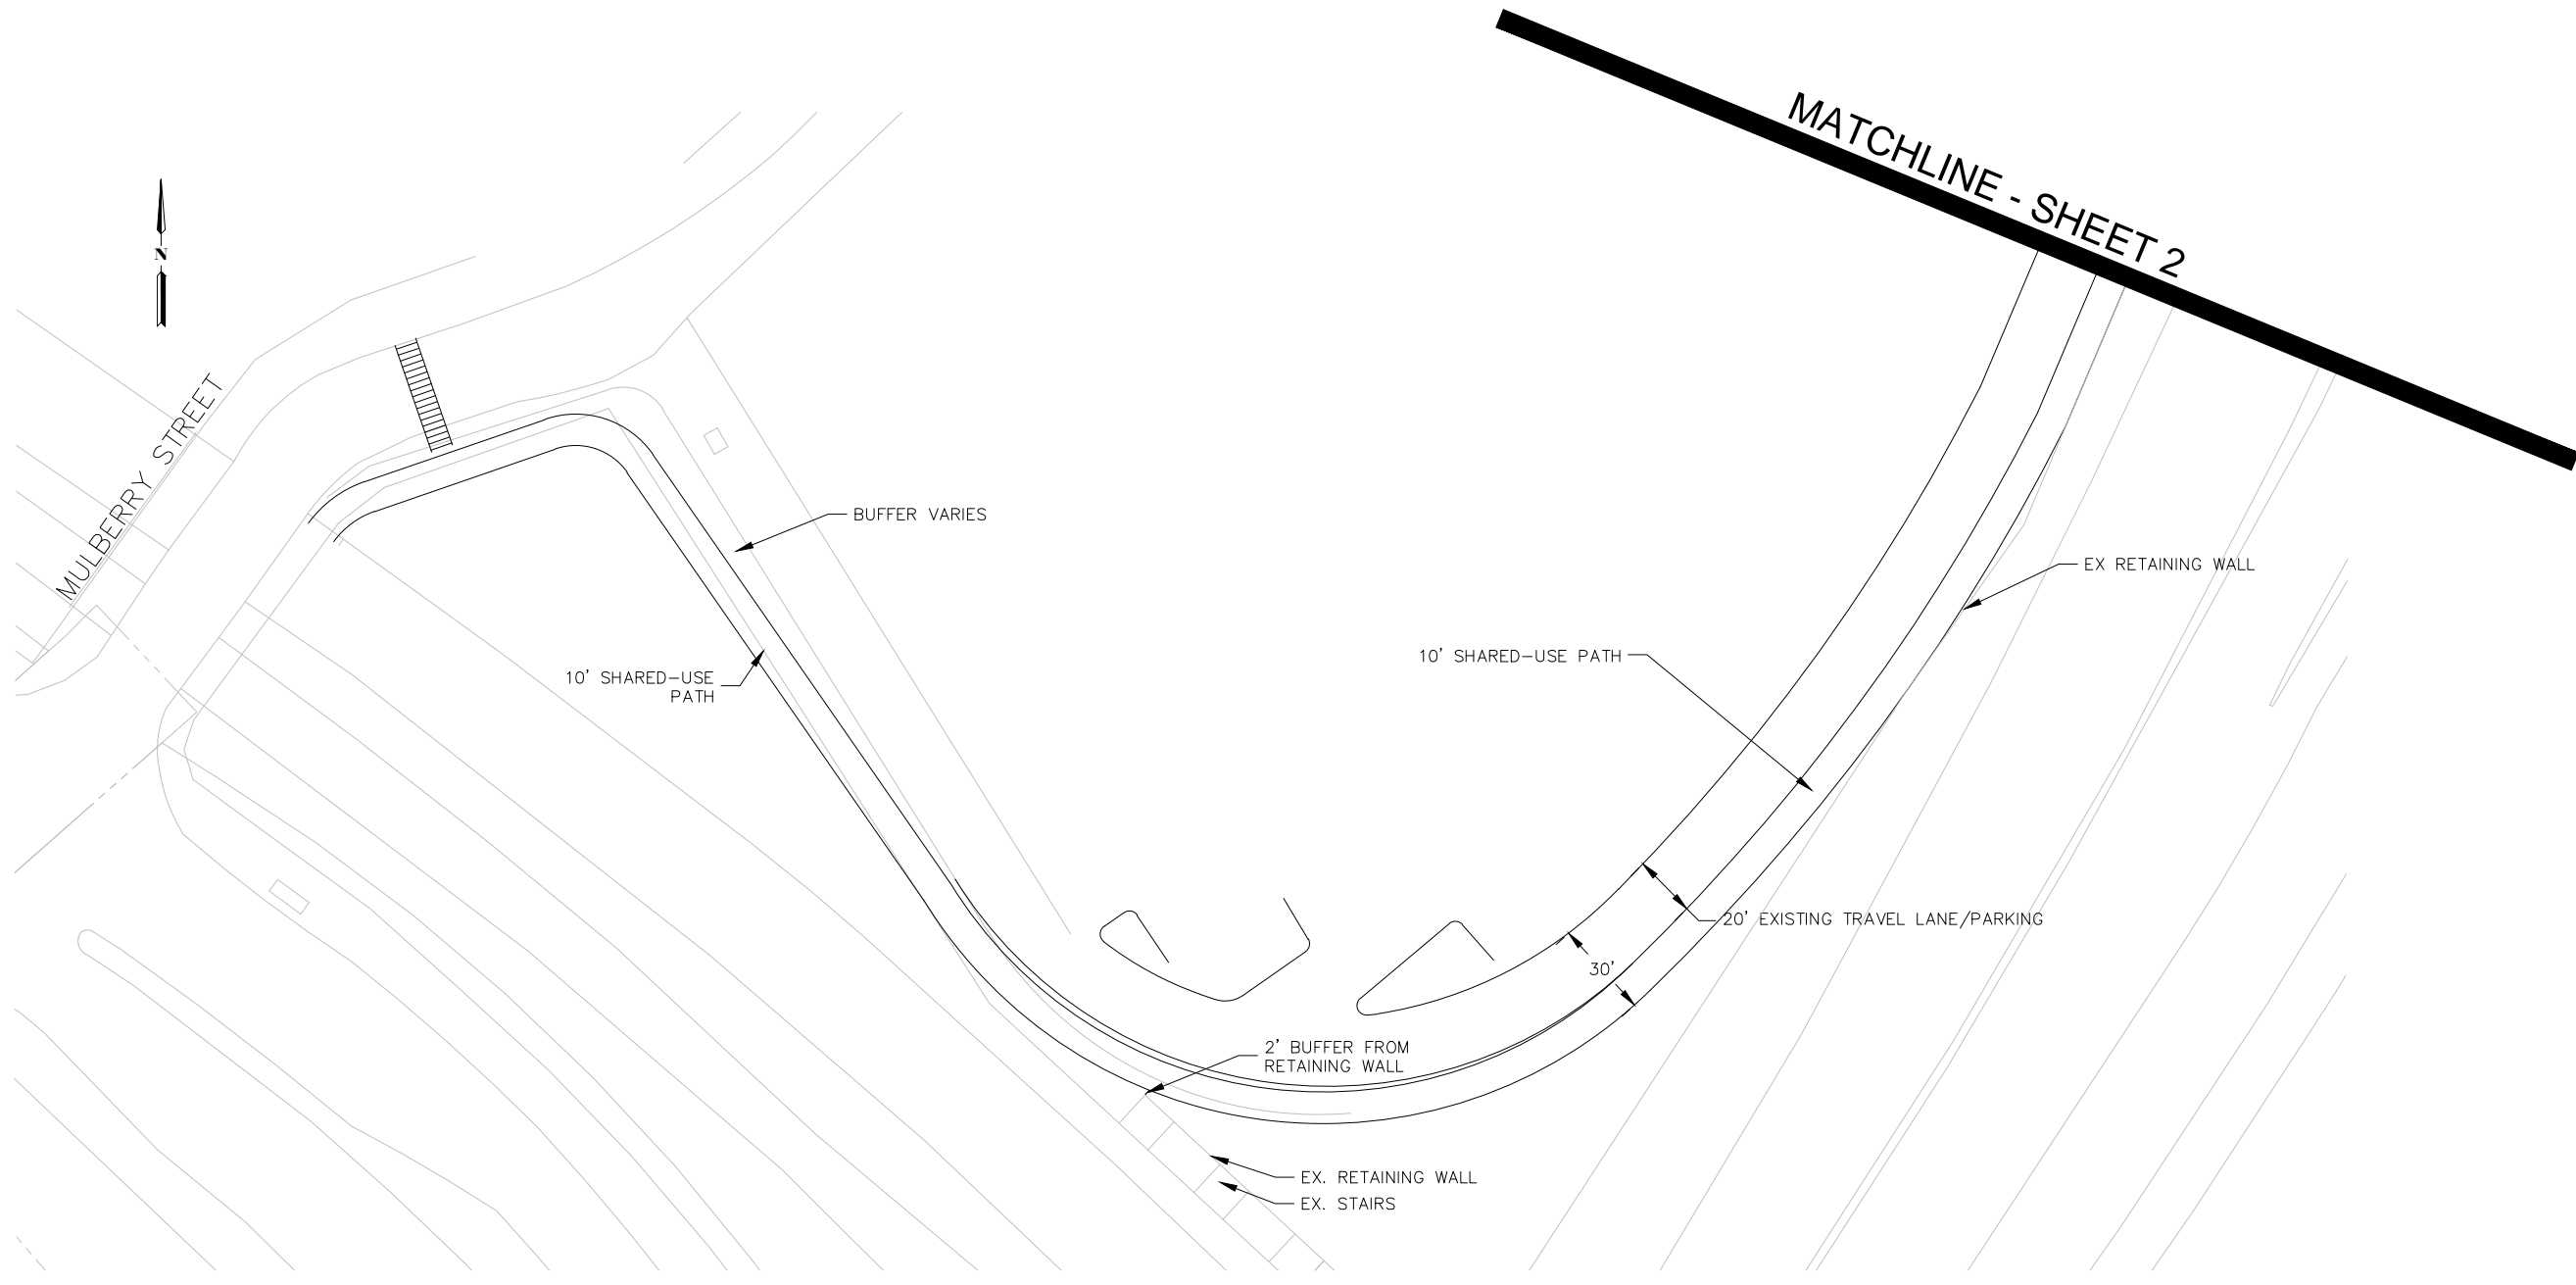 MATCHLINE - SHEET 2
N
MULBERRY STREET
BUFFER VARIES
EX RETAINING WALL
10' SHARED-USE PATH
10' SHARED-USE
PATH
20' EXISTING TRAVEL LANE/PARKING
30'
2' BUFFER FROM
RETAINING WALL
EX. RETAINING WALL
EX. STAIRS